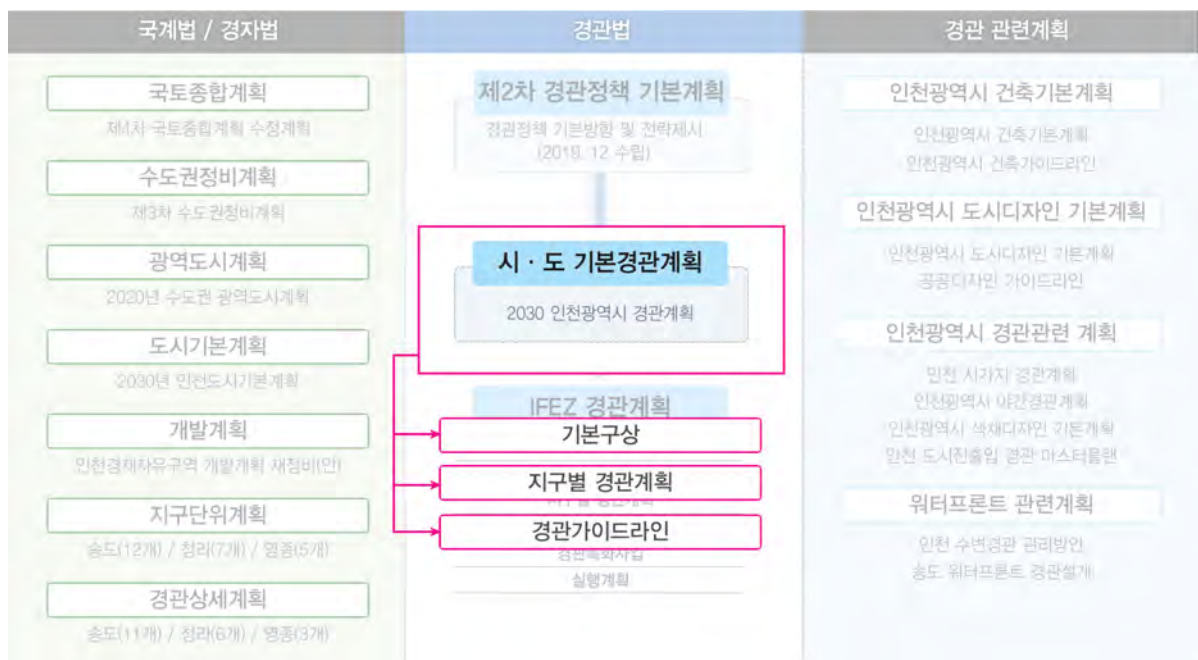 국계법 / 경자법
국토종합계획
제4차 국토종합계획 수정계획
수도권정비계획
제3차 수도권정비계획
광역도시계획
2020년 수도권 광역도시계획
도시기본계획
2030년 인천도시기본계획
개발계획
인천경제자유구역 개발계획 재정비(안)
지구단위계획
송도(12개) / 청라(7개) / 영종(5개)
경관상세계획
송도(11개) / 청라(6개) / 영종(3개)
경관법
제2차 경관정책 기본계획
경관정책 기본방향 및 전략제시
(2019. 12 수립)
시 · 도 기본경관계획
2030 인천광역시 경관계획
IFEZ 경관계획
기본구상
지구별 경관계획
경관가이드라인
경관특화사업
실행계획
경관 관련계획
인천광역시 건축기본계획
인천광역시 건축기본계획
인천광역시 건축가이드라인
인천광역시 도시디자인 기본계획
인천광역시 도시디자인 기본계획
공공디자인 가이드라인
인천광역시 경관관련 계획
인천 시가지 경관계획
인천광역시 야간경관계획
인천광역시 색채디자인 기본계획
인천 도시진출입 경관 마스터플랜
워터프론트 관련계획
인천 수변경관 관리방안
송도 워터프론트 경관설계